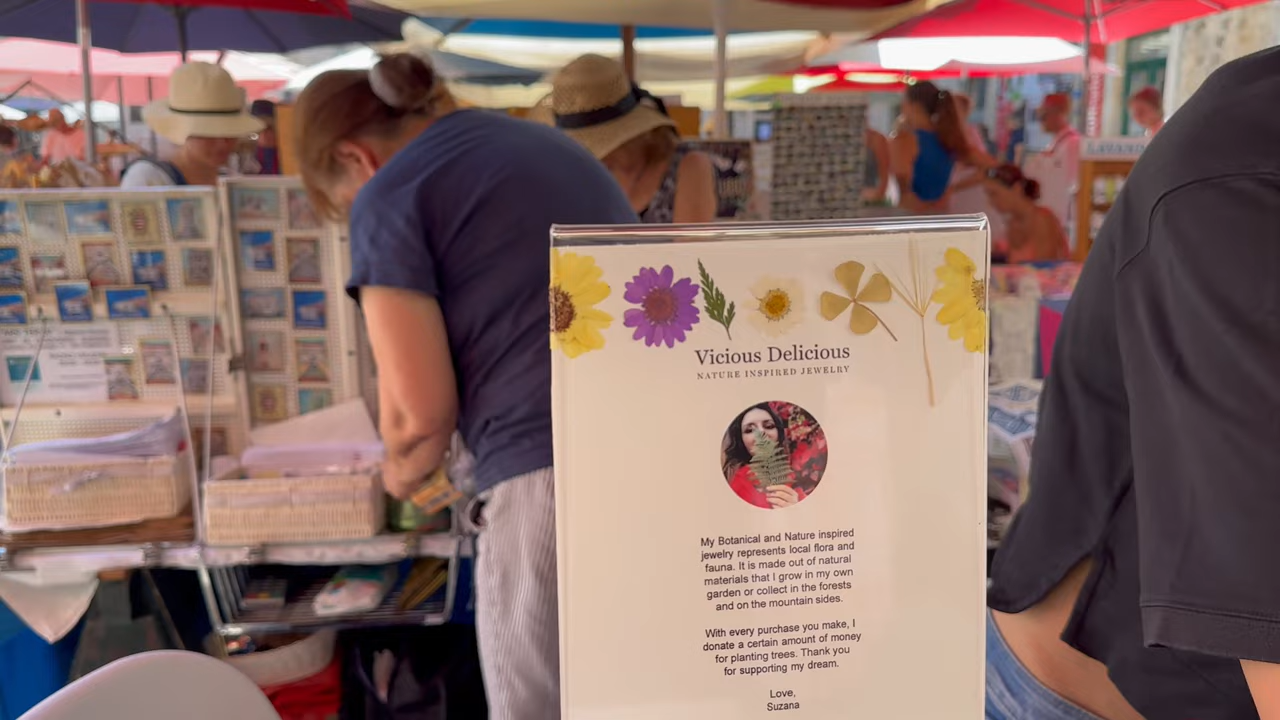 LAVAND
Vicious Delicious
NATURE INSPIRED JEWELRY
My Botanical and Nature inspired
jewelry represents local flora and
fauna. It is made out of natural
materials that I grow in my own
garden or collect in the forests
and on the mountain sides.
With every purchase you make, I
donate a certain amount of money
for planting trees. Thank you
for supporting my dream.
Love,
Suzana